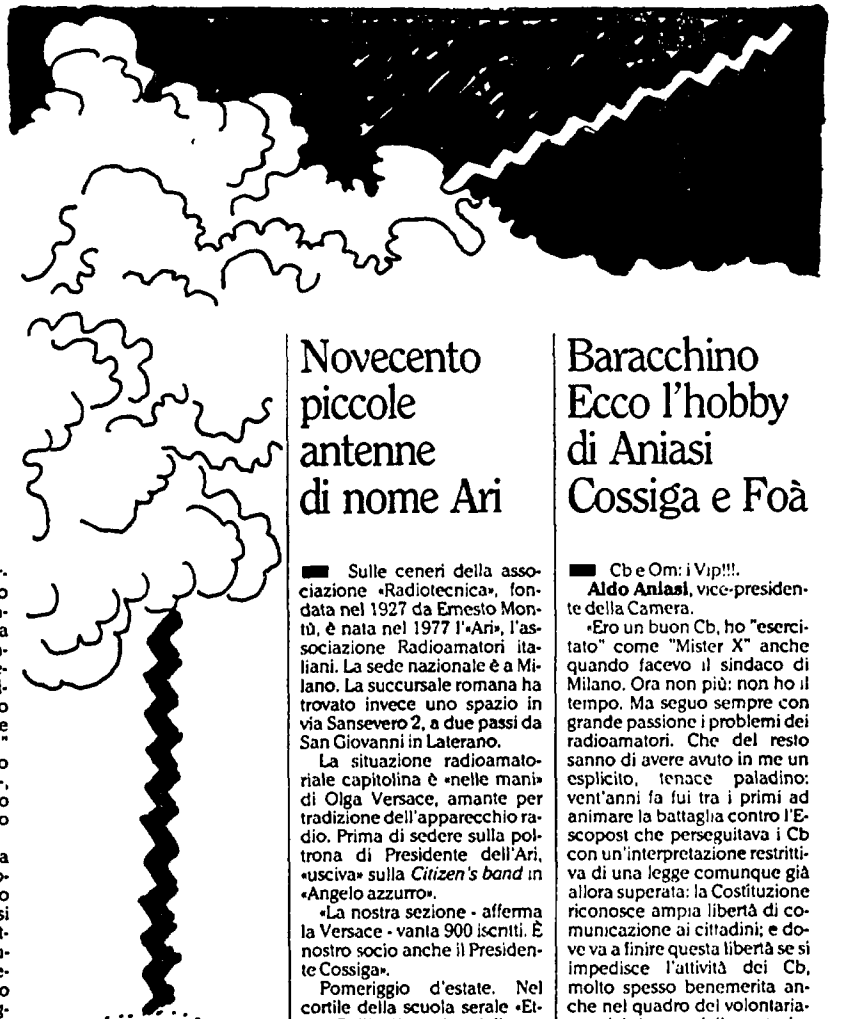 Novecento
piccole
antenne
di nome Ari
Sulle ceneri della asso-
ciazione «Radiotecnica», fon-
data nel 1927 da Ernesto Mon-
tù, è nata nel 1977 l'«Ari», l'as-
sociazione Radioamatori ita-
liani. La sede nazionale è a Mi-
lano. La succursale romana ha
trovato invece uno spazio in
via Sansevero 2, a due passi da
San Giovanni in Laterano.
La situazione radioamato-
riale capitolina è «nelle mani»
di Olga Versace, amante per
tradizione dell'apparecchio ra-
dio. Prima di sedere sulla pol-
trona di Presidente dell'Ari,
«usciva» sulla Citizen's band in
«Angelo azzurro».
«La nostra sezione - afferma
la Versace - vanta 900 iscritti. È
nostro socio anche il Presiden-
te Cossiga».
Pomeriggio d'estate. Nel
cortile della scuola serale «Et-
Baracchino
Ecco l'hobby
di Aniasi
Cossiga e Foà
Cb e Om: i Vip!!!.
Aldo Aniasi, vice-presiden-
te della Camera.
«Ero un buon Cb, ho "eserci-
tato" come "Mister X" anche
quando facevo il sindaco di
Milano. Ora non più: non ho il
tempo. Ma seguo sempre con
grande passione i problemi dei
radioamatori. Che del resto
sanno di avere avuto in me un
esplicito, tenace paladino:
vent'anni fa fui tra i primi ad
animare la battaglia contro l'E-
scopost che perseguitava i Cb
con un'interpretazione restritti-
va di una legge comunque già
allora superata: la Costituzione
riconosce ampia libertà di co-
municazione ai cittadini; e do-
ve va a finire questa libertà se si
impedisce l'attività dei Cb,
molto spesso benemerita an-
che nel quadro del volontaria-